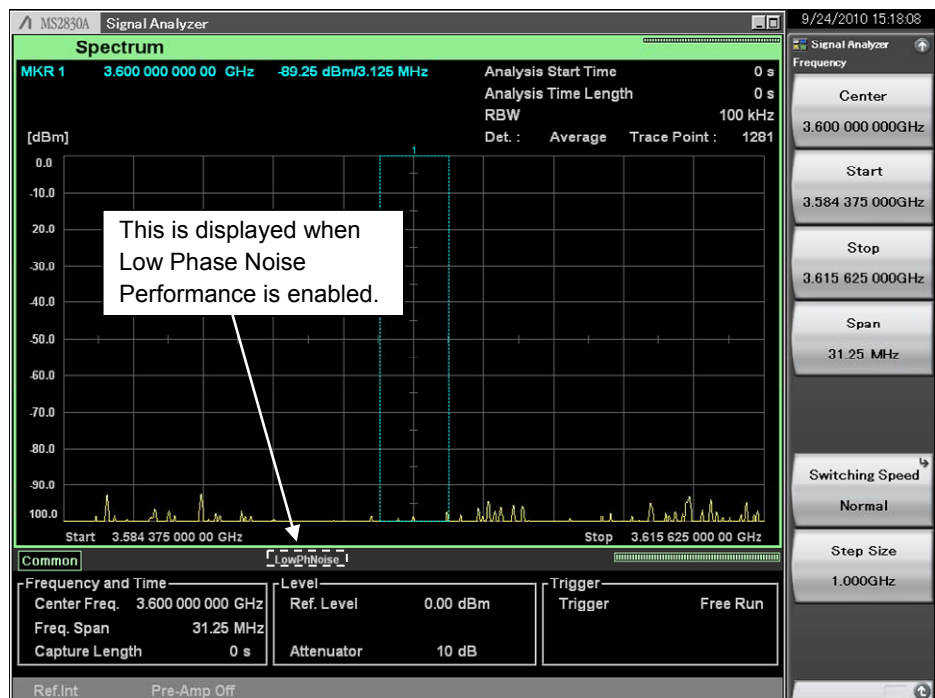 MS2830A Signal Analyzer
9/24/2010 15:18:08
Spectrum
MKR 1 3.600 000 000 00 GHz -89.25 dBm/3.125 MHz
Analysis Start Time 0 s
Analysis Time Length 0 s
RBW 100 kHz
[dBm]
Det. : Average Trace Point : 1281
1
0.0
-10.0
20.0
-30.0
-40.0
-50.0
-60.0
-70.0
-80.0
-90.0
100.0
This is displayed when
Low Phase Noise
Performance is enabled.
Start 3.584 375 000 00 GHz
Stop 3.615 625 000 00 GHz
Common
LowPhNoise
Frequency and Time
Center Freq. 3.600 000 000 GHz
Freq. Span 31.25 MHz
Capture Length 0 s
Level
Ref. Level 0.00 dBm
Attenuator 10 dB
Trigger
Trigger Free Run
Ref.Int Pre-Amp Off
Signal Analyzer
Frequency
Center
3.600 000 000GHz
Start
3.584 375 000GHz
Stop
3.615 625 000GHz
Span
31.25 MHz
Switching Speed
Normal
Step Size
1.000GHz